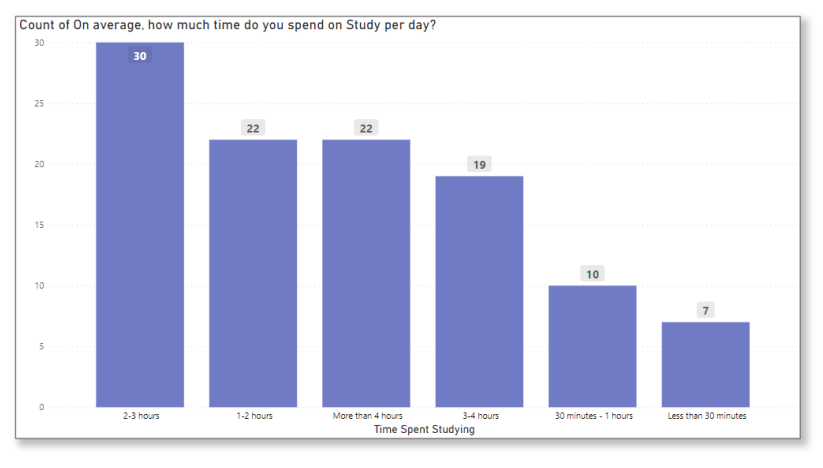 Count of On average, how much time do you spend on Study per day?
30
25
20
15
10
5
0
30
22
22
19
10
7
2-3 hours
1-2 hours
More than 4 hours
3-4 hours
30 minutes - 1 hours
Less than 30 minutes
Time Spent Studying